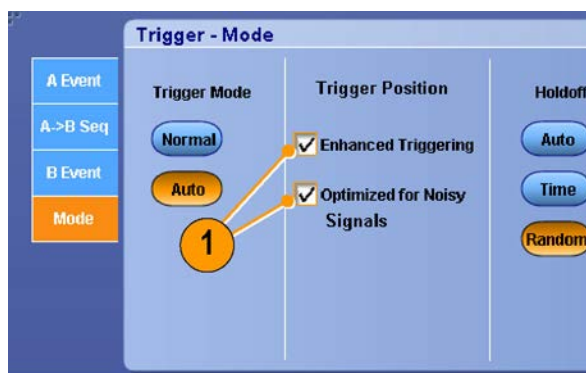 Trigger - Mode
A Event
A->B Seq
B Event
Mode
Trigger Mode
Normal
Auto
1
Trigger Position
Enhanced Triggering
Optimized for Noisy
Signals
Holdoff
Auto
Time
Random